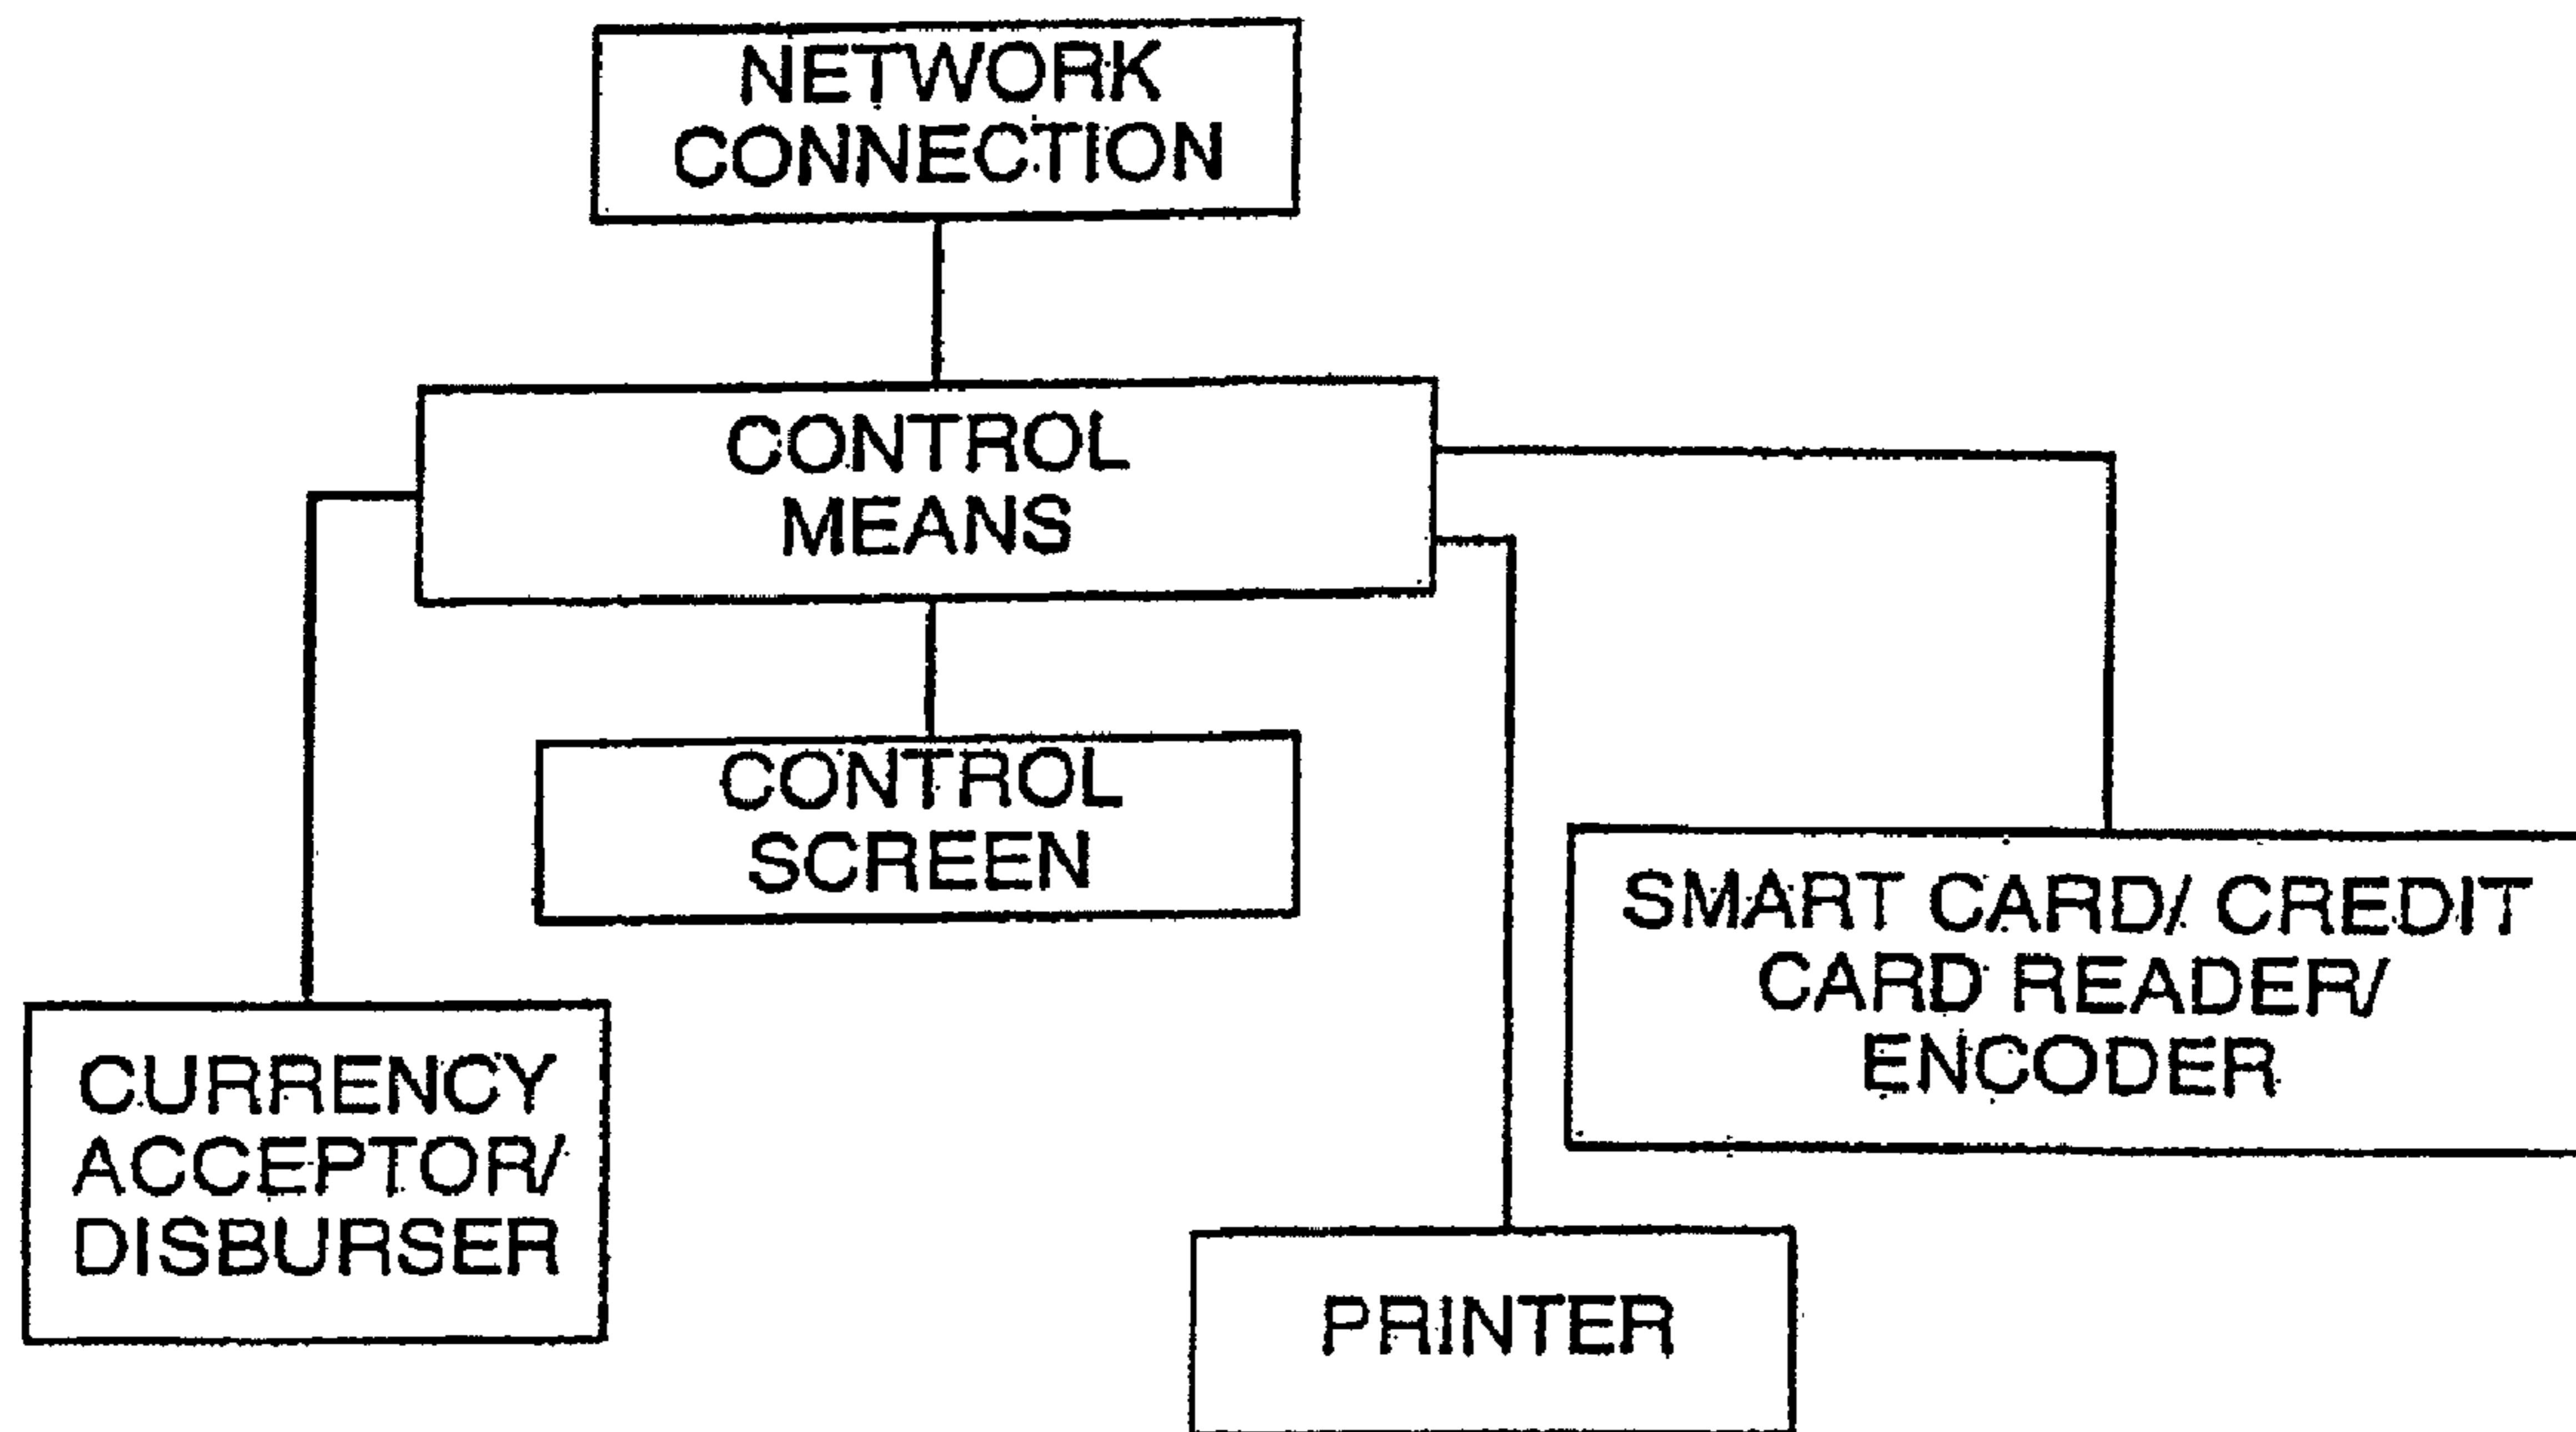 NETWORK
CONNECTION
CONTROL
MEANS
CONTROL
SCREEN
SMART CARD/ CREDIT
CARD READER/
ENCODER
CURRENCY
ACCEPTOR/
DISBURSER
PRINTER